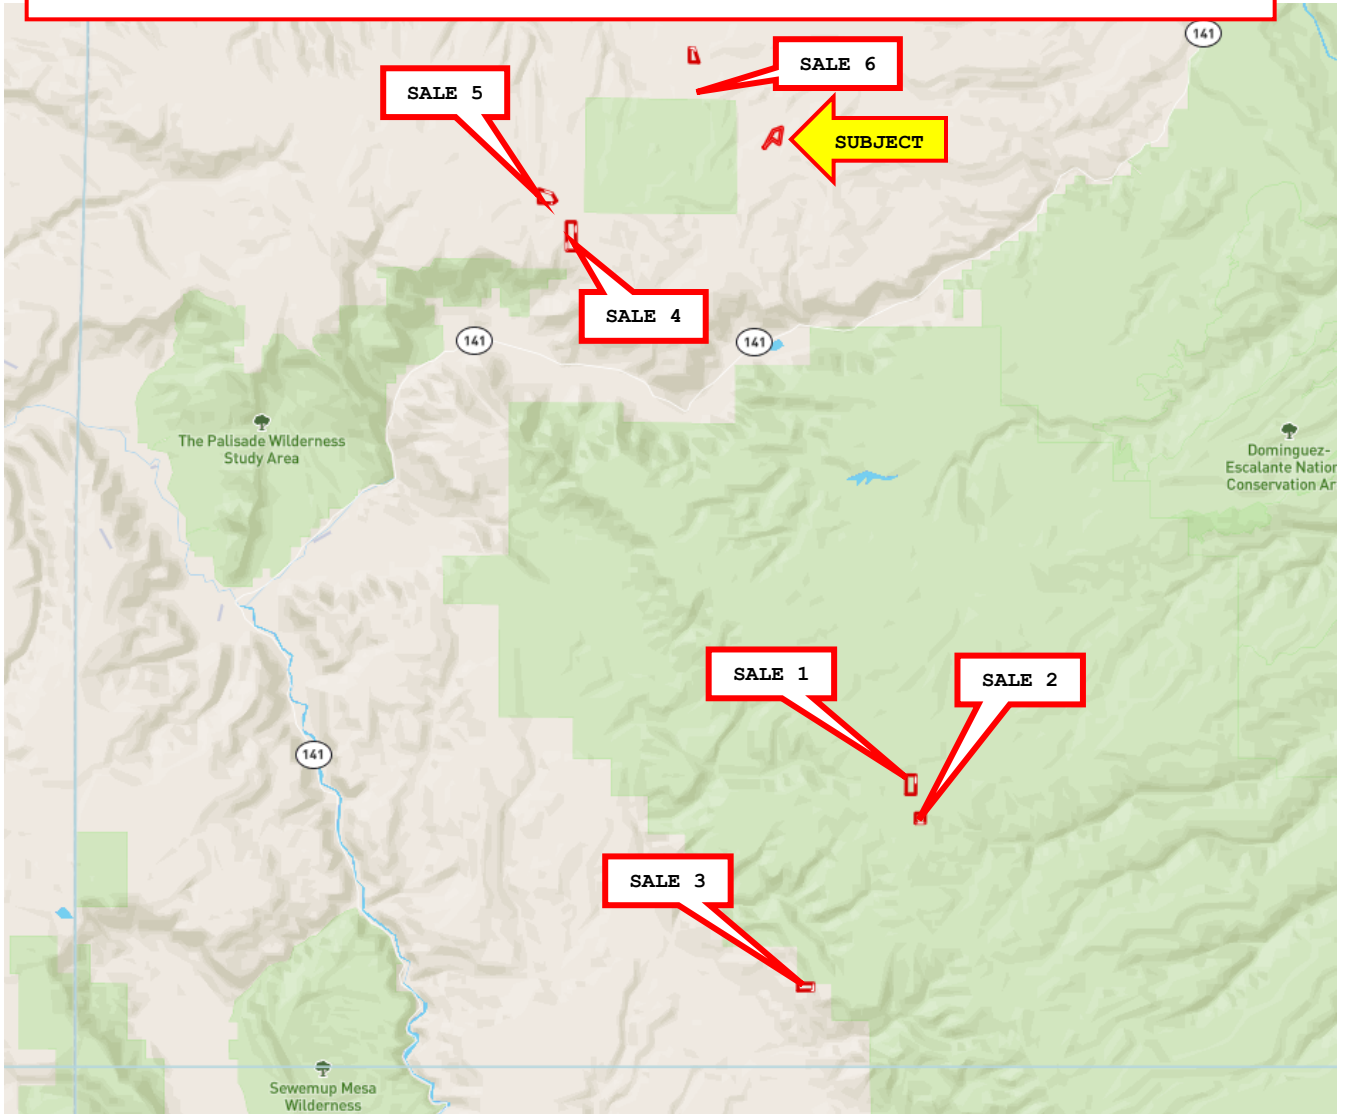 141
SALE 6
SALE 5
SUBJECT
SALE 4
141
141
The Palisade Wilderness
Study Area
Dominguez-
Escalante Nation
Conservation Ar
SALE 1
SALE 2
141
SALE 3
Sewemup Mesa
Wilderness